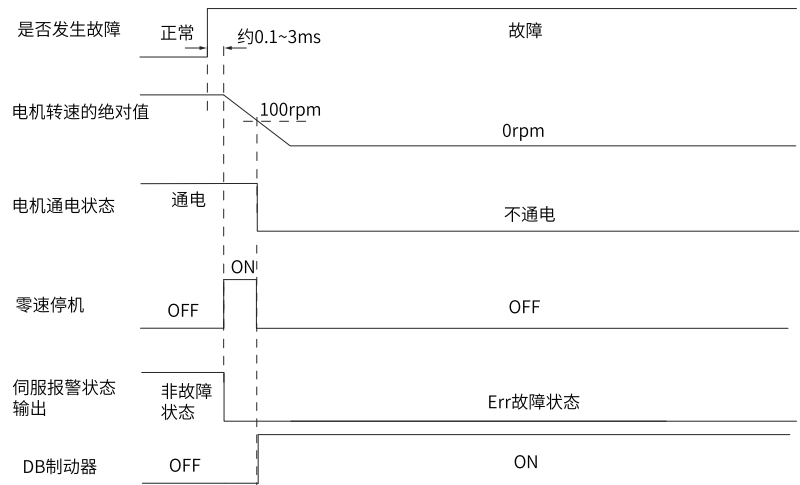 是否发生故障
正常
约0.1~3ms
故障
电机转速的绝对值
100rpm
0rpm
电机通电状态
通电
不通电
ON
零速停机
OFF
OFF
伺服报警状态
输出
非故障
状态
Err故障状态
DB制动器
OFF
ON